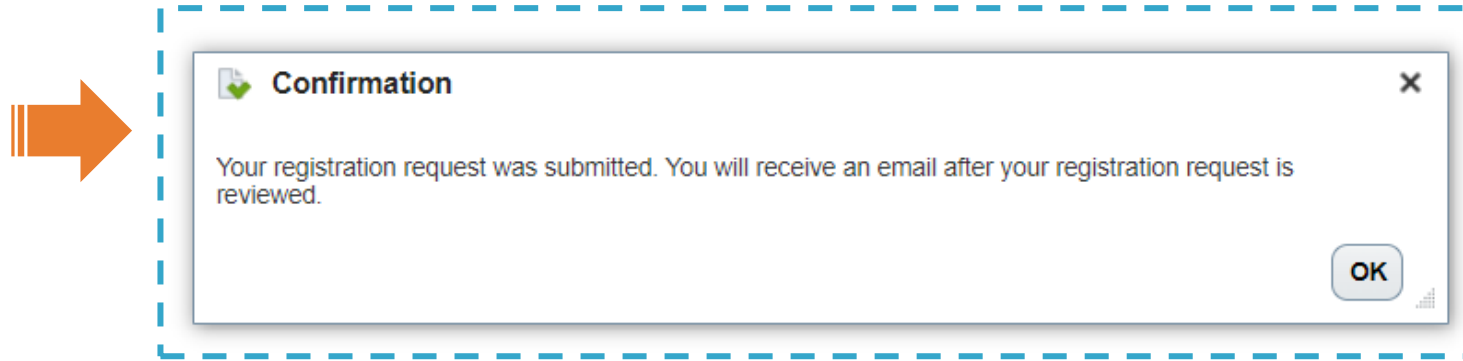 Confirmation
Your registration request was submitted. You will receive an email after your registration request is
reviewed.
OK